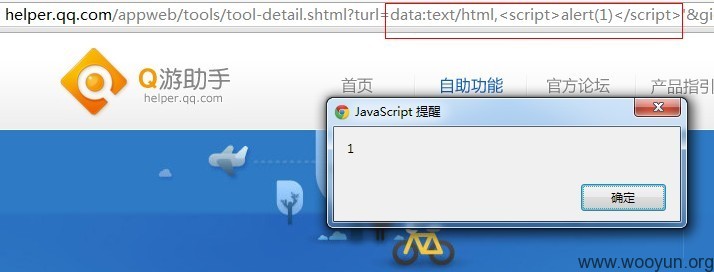 helper.qq.com/appweb/tools/tool-detail.shtml?turl=data:text/html,<script>alert(1)</script>'&gi
Q游助手
helper.qq.com
首页
自助功能
官方论坛
产品指引
JavaScript 提醒
1
确定
www.wooyun.org